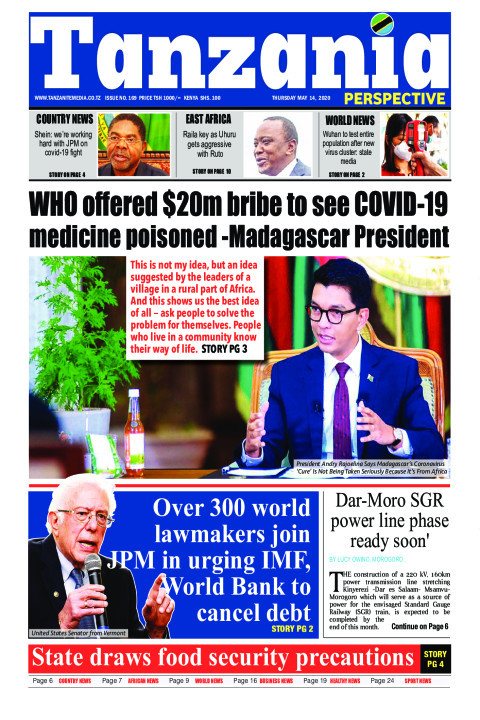 Tanzania
WWW.TANZANITEMEDIA.CO.TZ ISSUE NO. 169 PRICE TSH 1000/= KENYA SHS. 100
THURSDAY MAY 14, 2020
PERSPECTIVE
COUNTRY NEWS
Shein: we're working
hard with JPM on
covid-19 fight
STORY ON PAGE 4
EAST AFRICA
Raila key as Uhuru
gets aggressive
with Ruto
STORY ON PAGE 10
WORLD NEWS
Wuhan to test entire
population after new
virus cluster: state
media
STORY ON PAGE 2
WHO offered $20m bribe to see COVID-19
medicine poisoned -Madagascar President
This is not my idea, but an idea
suggested by the leaders of a
village in a rural part of Africa.
And this shows us the best idea
of all – ask people to solve the
problem for themselves. People
who live in a community know
their way of life. STORY PG 3
President Andry Rajoelina Says Madagascar's Coronavirus
'Cure' Is Not Being Taken Seriously Because It's From Africa
Over 300 world
lawmakers join
JPM in urging IMF,
World Bank to
cancel debt
STORY PG 2
United States Senator from Vermont
Dar-Moro SGR
power line phase
ready soon'
BY LUCY OWINO, MOROGORO
THE construction of a 220 kV, 160km
power transmission line stretching
Kinyerezi -Dar es Salaam- Msamvu-
Morogoro which will serve as a source of
power for the envisaged Standard Gauge
Railway (SGR) train, is expected to be
completed by the
end of this month. Continue on Page 6
State draws food security precautions
STORY
PG 4
Page 6 COUNTRY NEWS Page 7 AFRICAN NEWS Page 9 WORLD NEWS Page 16 BUSINESS NEWS Page 19 HEALTHY NEWS Page 24 SPORT NEWS